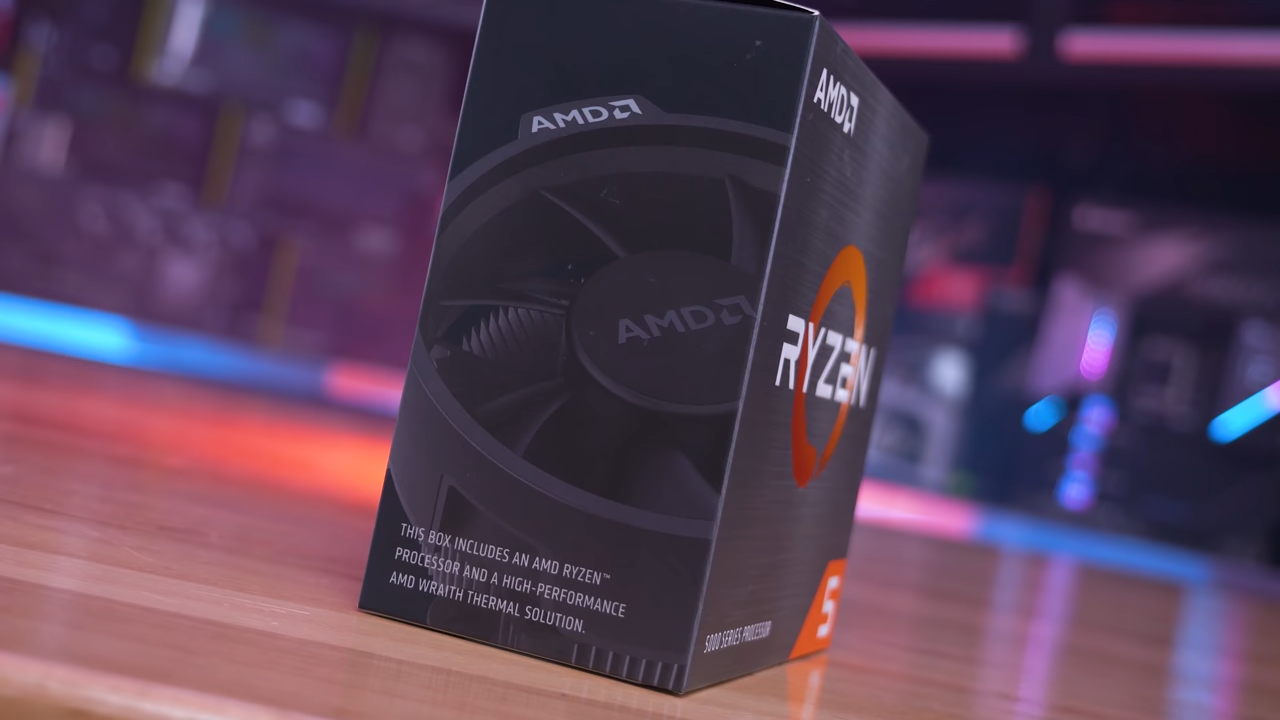 AMD
AMD
THIS BOX INCLUDES AN AMD RYZEN™
PROCESSOR AND A HIGH-PERFORMANCE
AMD WRAITH THERMAL SOLUTION.
AMD
RYZEN
5
5000 SERIES PROCESSOR